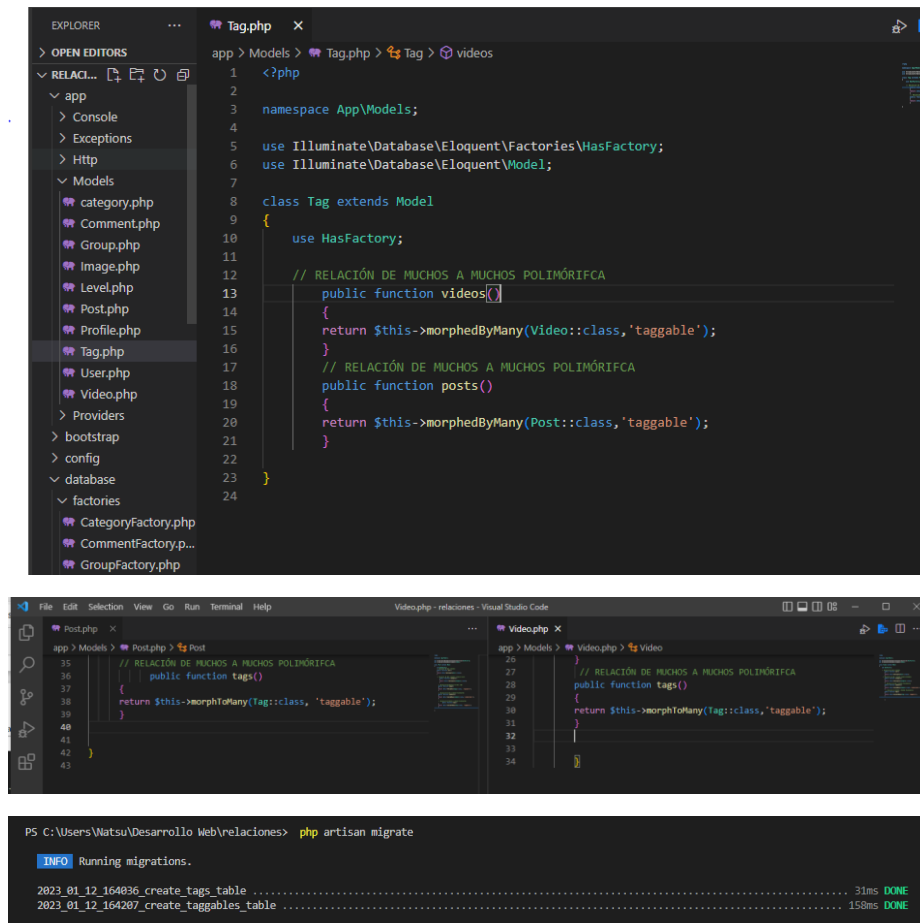 EXPLORER
OPEN EDITORS
RELACI...
app
Console
Exceptions
Http
Models
category.php
Comment.php
Group.php
Image.php
Level.php
Post.php
Profile.php
Tag.php
User.php
Video.php
Providers
bootstrap
config
database
factories
CategoryFactory.php
CommentFactory.p...
GroupFactory.php
Tag.php
app > Models > Tag.php > Tag > videos
1 <?php
2
3 namespace App\Models;
4
5 use Illuminate\Database\Eloquent\Factories\HasFactory;
6 use Illuminate\Database\Eloquent\Model;
7
8 class Tag extends Model
9 {
10 use HasFactory;
11
12 // RELACIÓN DE MUCHOS A MUCHOS POLIMÓRIFCA
13 public function videos()
14 {
15 return $this->morphedByMany(Video::class,'taggable');
16 }
17 // RELACIÓN DE MUCHOS A MUCHOS POLIMÓRIFCA
18 public function posts()
19 {
20 return $this->morphedByMany(Post::class,'taggable');
21 }
22
23 }
24
File Edit Selection View Go Run Terminal Help
Video.php - relaciones - Visual Studio Code
Post.php
app > Models > Post.php > Post
35 // RELACIÓN DE MUCHOS A MUCHOS POLIMÓRIFCA
36 public function tags()
37 {
38 return $this->morphToMany(Tag::class, 'taggable');
39 }
40
41
42 }
43
Video.php
app > Models > Video.php > Video
26 }
27 // RELACIÓN DE MUCHOS A MUCHOS POLIMÓRIFCA
28 public function tags()
29 {
30 return $this->morphToMany(Tag::class,'taggable');
31 }
32
33
34 }
PS C:\Users\Natsu\Desarrollo Web\relaciones> php artisan migrate
INFO Running migrations.
2023_01_12_164036_create_tags_table ........ 31ms DONE
2023_01_12_164207_create_taggables_table ........ 158ms DONE